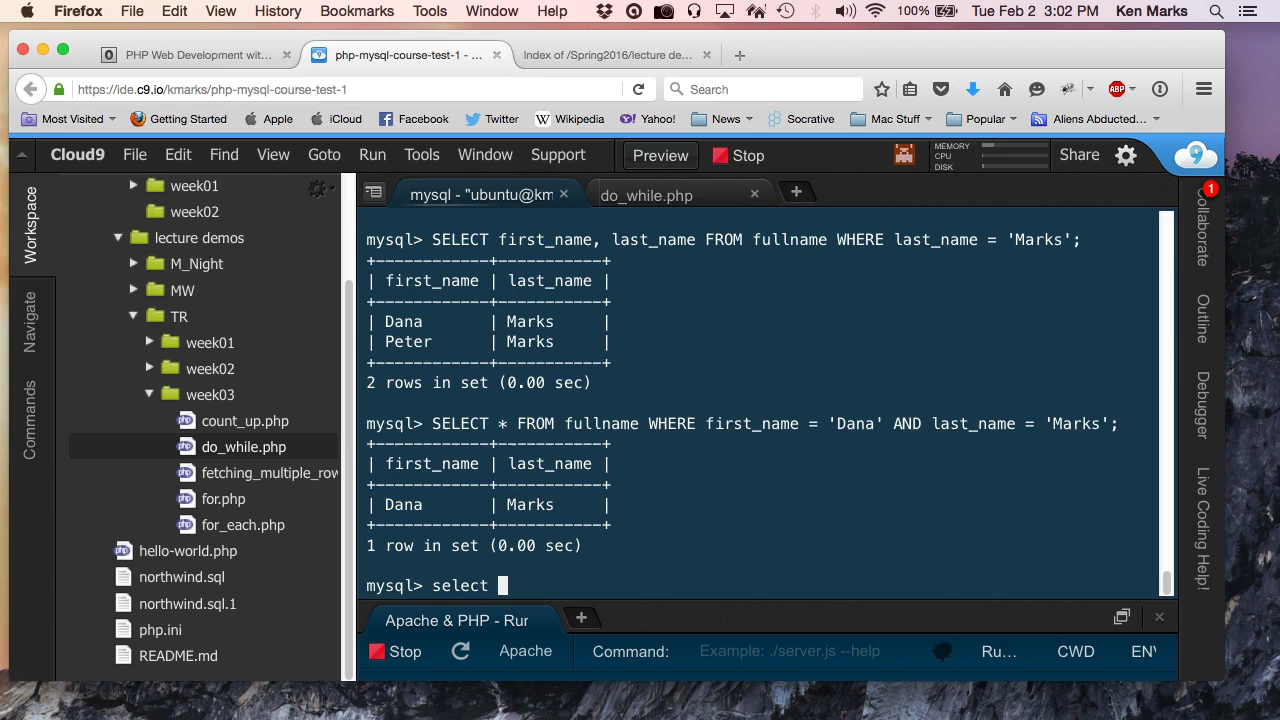 Firefox File Edit View History Bookmarks Tools Window Help 100% Tue Feb 2 3:02 PM Ken Marks
PHP Web Development wit... php-mysql-course-test-1 - ... Index of /Spring2016/lecture de...
https://ide.c9.io/kmarks/php-mysql-course-test-1 Search ABP
Most Visited Getting Started Apple iCloud Facebook Twitter Wikipedia Yahoo! News Socrative Mac Stuff Popular Aliens Abducted...
Cloud9 File Edit Find View Goto Run Tools Window Support Preview Stop MEMORY CPU DISK Share
Workspace
Navigate
Commands
week01
week02
lecture demos
M_Night
MW
TR
week01
week02
week03
count_up.php
do_while.php
fetching_multiple_row
for.php
for_each.php
hello-world.php
northwind.sql
northwind.sql.1
php.ini
README.md
mysql - "ubuntu@km do_while.php
mysql> SELECT first_name, last_name FROM fullname WHERE last_name = 'Marks';
+------------+-----------+
| first_name | last_name |
+------------+-----------+
| Dana       | Marks     |
| Peter      | Marks     |
+------------+-----------+
2 rows in set (0.00 sec)
mysql> SELECT * FROM fullname WHERE first_name = 'Dana' AND last_name = 'Marks';
+------------+-----------+
| first_name | last_name |
+------------+-----------+
| Dana       | Marks     |
+------------+-----------+
1 row in set (0.00 sec)
mysql> select
Apache & PHP - Rur
Stop Apache Command: Example: ./server.js --help Ru... CWD ENV
1
Collaborate
Outline
Debugger
Live Coding Help!